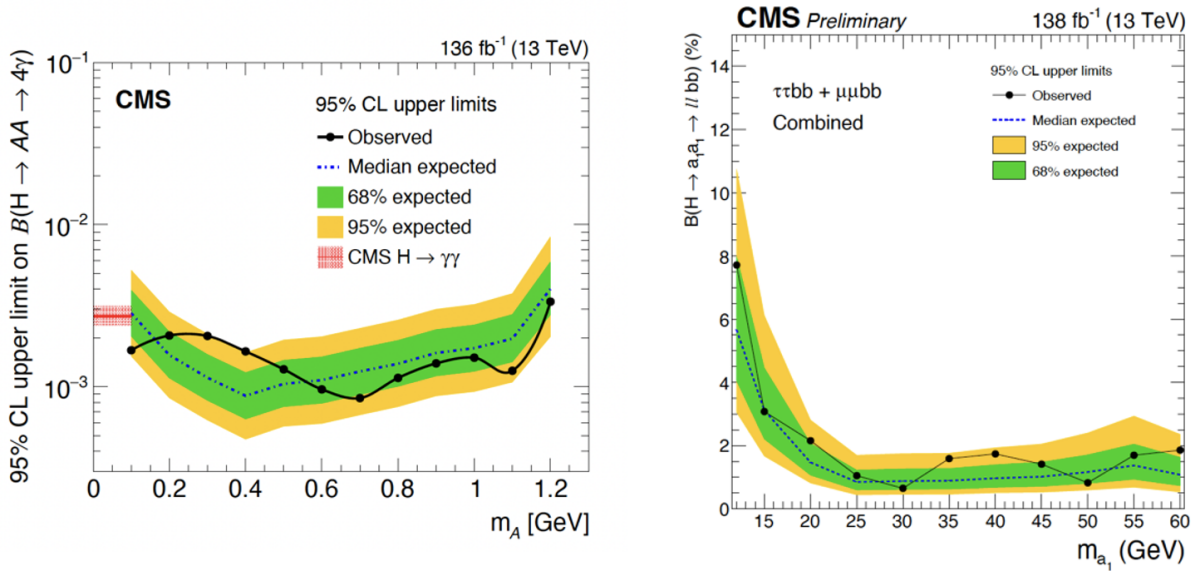 136 fb⁻¹ (13 TeV)
95% CL upper limit on B(H → AA → 4γ)
10⁻¹
10⁻²
10⁻³
CMS
95% CL upper limits
Observed
Median expected
68% expected
95% expected
CMS H → γγ
0 0.2 0.4 0.6 0.8 1 1.2
m_A [GeV]
CMS Preliminary 138 fb⁻¹ (13 TeV)
B(H → a₁a₁ → ll bb) (%)
14
12
10
8
6
4
2
0
ττbb + μμbb
Combined
95% CL upper limits
Observed
Median expected
95% expected
68% expected
15 20 25 30 35 40 45 50 55 60
m_a₁ (GeV)